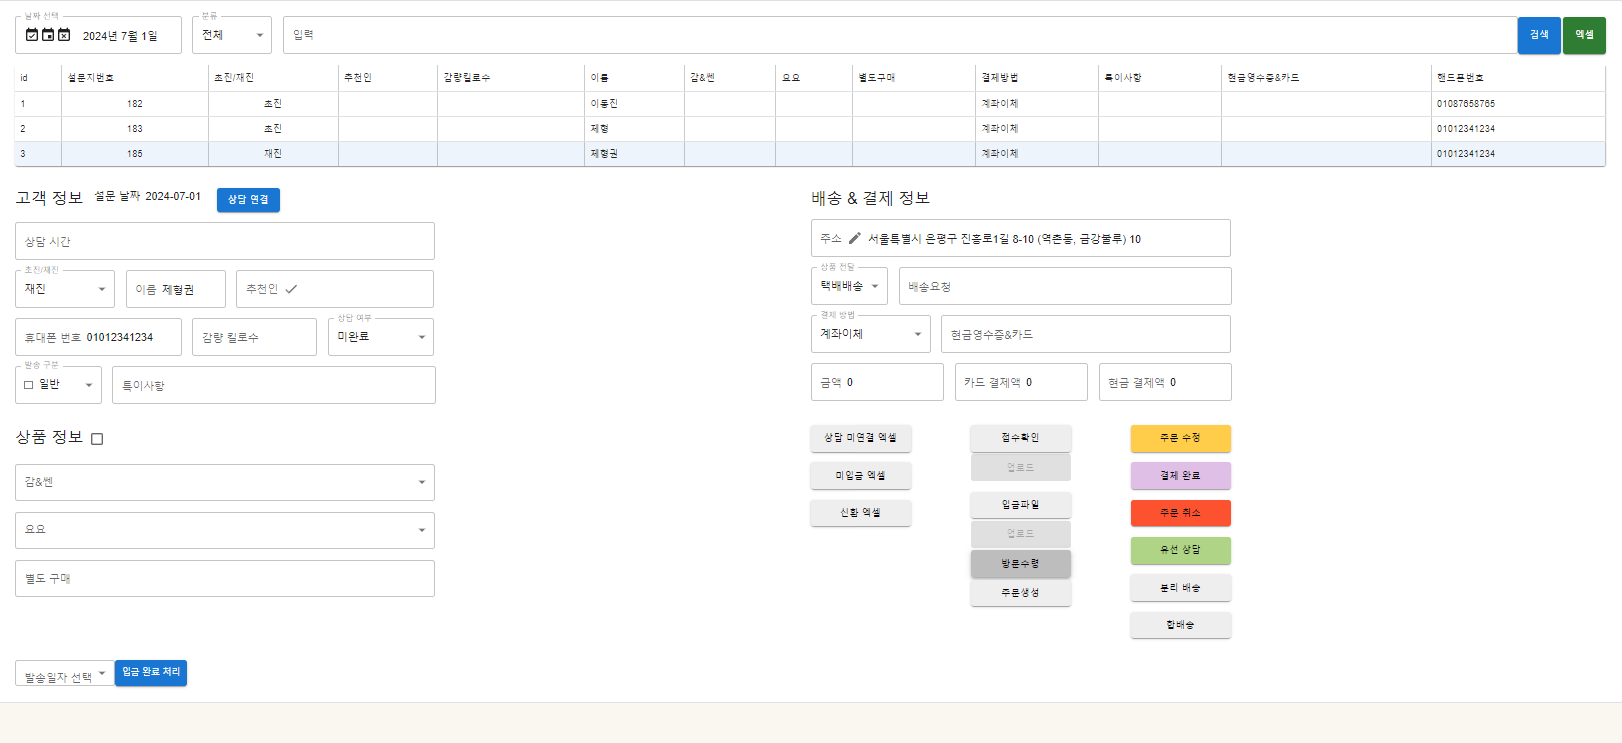 날짜 선택
2024년 7월 1일
분류
전체
입력
검색
엑셀
id 설문지번호 초진/재진 추천인 감량킬로수 이름 감&쎈 요요 별도구매 결제방법 특이사항 현금영수증&카드 핸드폰번호
1 182 초진 이동진 계좌이체 01087658765
2 183 초진 제형 계좌이체 01012341234
3 185 재진 제형권 계좌이체 01012341234
고객 정보 설문 날짜 2024-07-01 상담 연결
상담 시간
초진/재진
재진
이름 제형권
추천인
휴대폰 번호 01012341234
감량 킬로수
상담 여부
미완료
발송 구분
일반
특이사항
상품 정보
감&쎈
요요
별도 구매
발송일자 선택
입금 완료 처리
배송 & 결제 정보
주소 서울특별시 은평구 진흥로1길 8-10 (역촌동, 금강블루) 10
상품 전달
택배배송
배송요청
결제 방법
계좌이체
현금영수증&카드
금액 0
카드 결제액 0
현금 결제액 0
상담 미연결 엑셀
미입금 엑셀
신환 엑셀
접수확인
업로드
입금파일
업로드
방문수령
주문생성
주문 수정
결제 완료
주문 취소
유선 상담
분리 배송
합배송